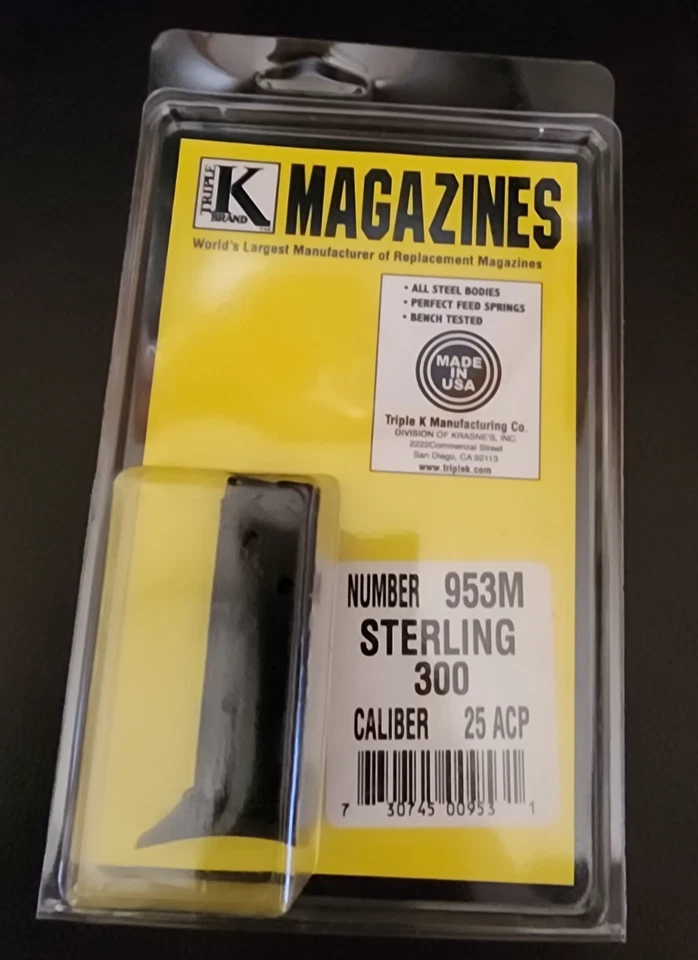 TRIPLE
K
BRAND
MAGAZINES
World's Largest Manufacturer of Replacement Magazines
• ALL STEEL BODIES
• PERFECT FEED SPRINGS
• BENCH TESTED
MADE
IN
USA
Triple K Manufacturing Co.
DIVISION OF KRASNE'S, INC.
2222Commercial Street
San Diego, CA 92113
www.triplek.com
NUMBER 953M
STERLING
300
CALIBER 25 ACP
7 30745 00953 1